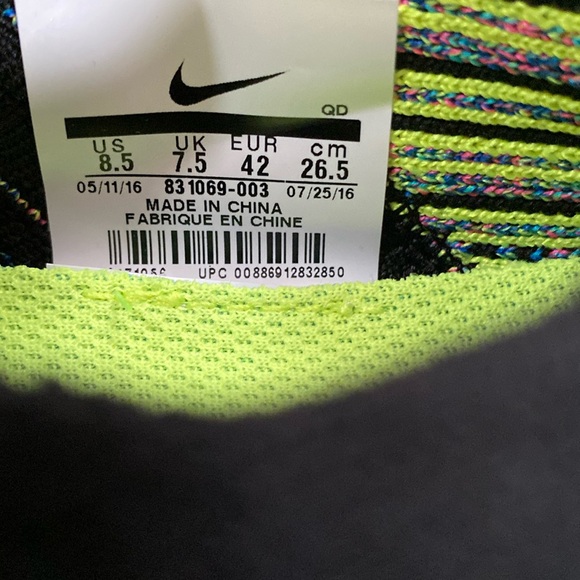 QD
US UK EUR cm
8.5 7.5 42 26.5
05/11/16 831069-003 07/25/16
MADE IN CHINA
FABRIQUE EN CHINE
UPC 00886912832850